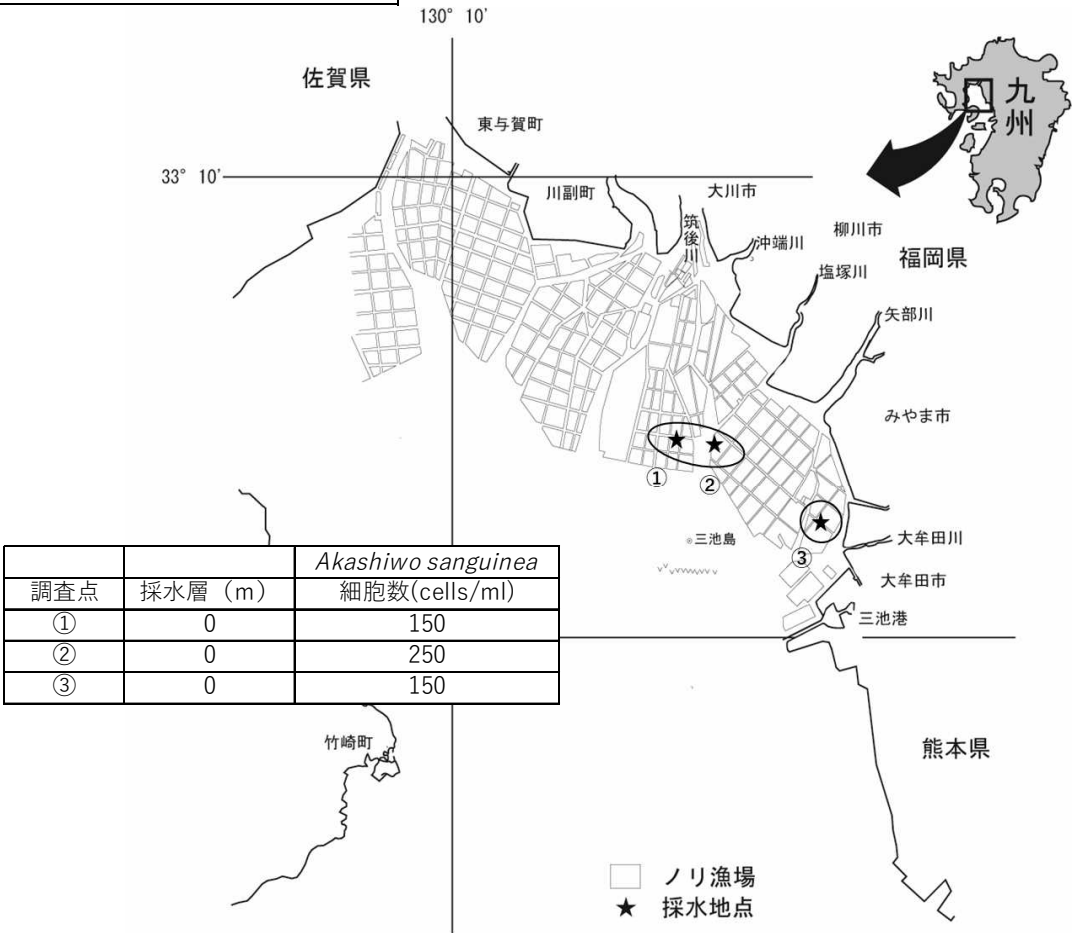 130° 10'
佐賀県
九州
東与賀町
33° 10'
川副町
大川市
筑後川
沖端川
柳川市
福岡県
塩塚川
矢部川
みやま市
①
②
三池島
③
大牟田川
大牟田市
三池港
Akashiwo sanguinea
調査点 採水層（m） 細胞数(cells/ml)
① 0 150
② 0 250
③ 0 150
竹崎町
熊本県
ノリ漁場
★ 採水地点